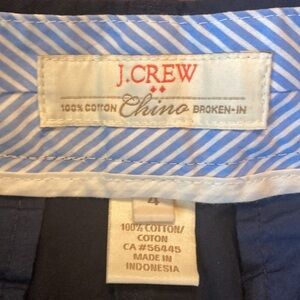 J.CREW
100% COTTON Chino BROKEN-IN
4
100% COTTON/
COTON
CA #56445
MADE IN
INDONESIA